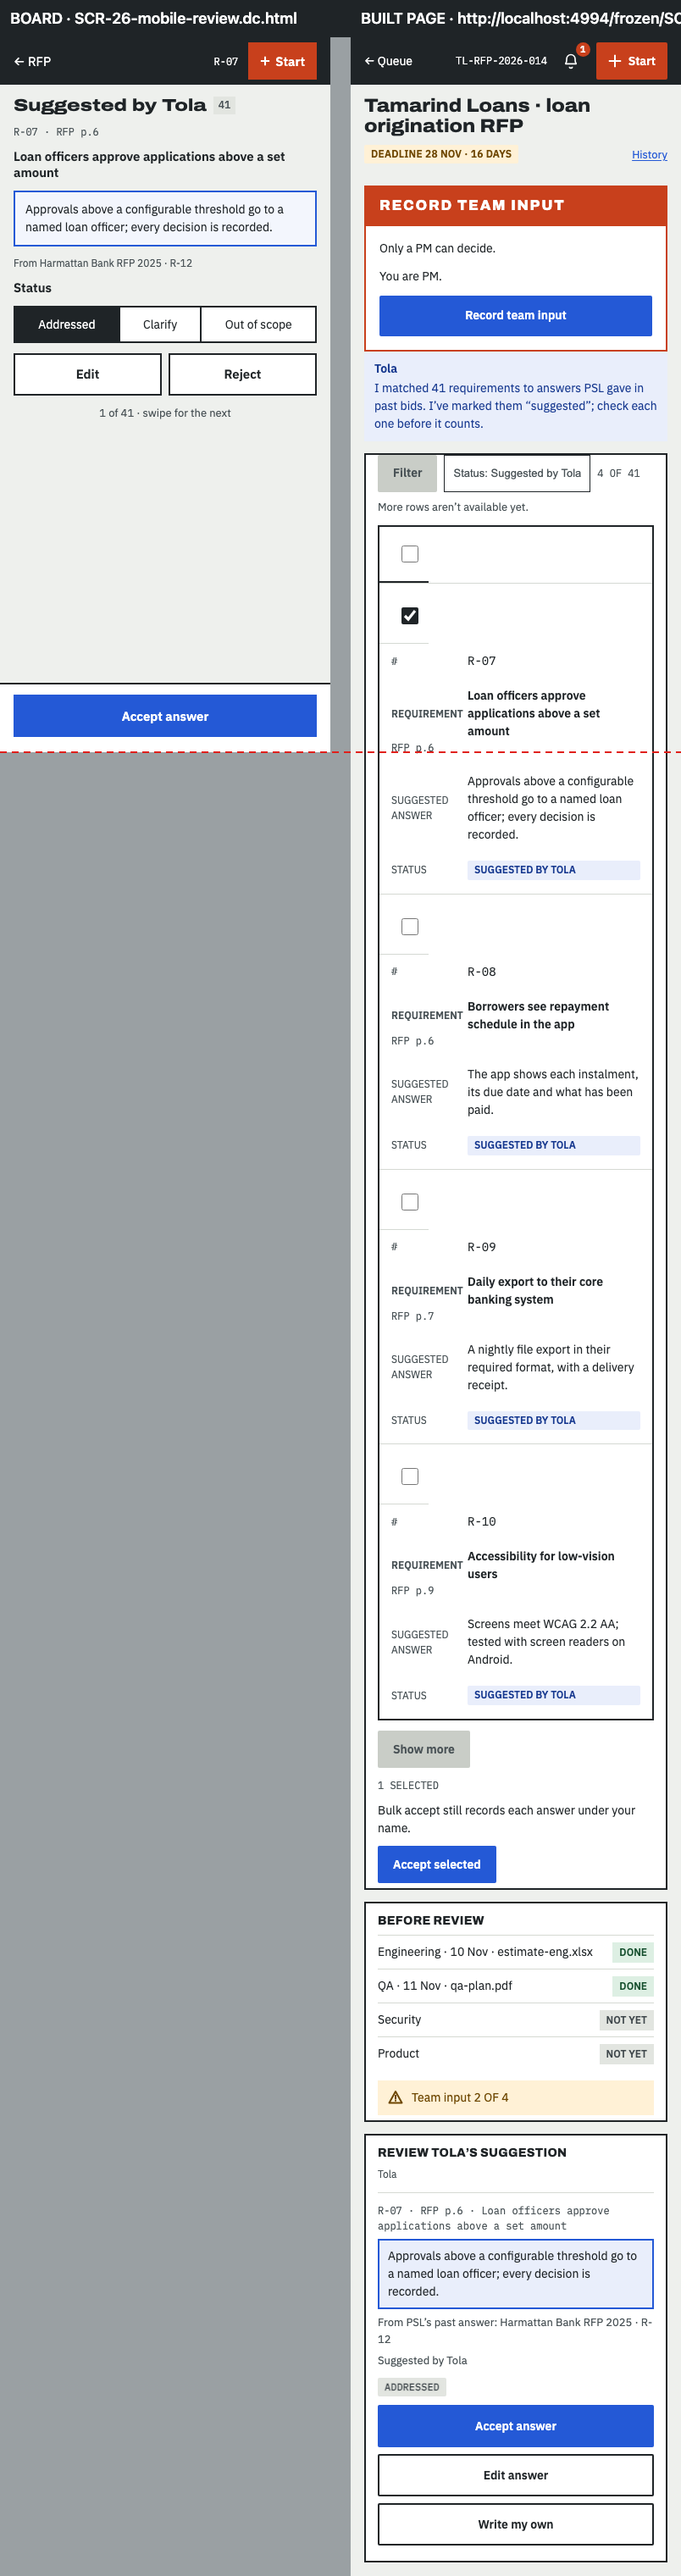 BOARD · SCR-26-mobile-review.dc.html
← RFP
R-07
+ Start
Suggested by Tola 41
R-07 · RFP p.6
Loan officers approve applications above a set
amount
Approvals above a configurable threshold go to a
named loan officer; every decision is recorded.
From Harmattan Bank RFP 2025 · R-12
Status
Addressed
Clarify
Out of scope
Edit
Reject
1 of 41 · swipe for the next
Accept answer
BUILT PAGE · http://localhost:4994/frozen/SC
← Queue
TL-RFP-2026-014
1
+ Start
Tamarind Loans · loan
origination RFP
DEADLINE 28 NOV · 16 DAYS
History
RECORD TEAM INPUT
Only a PM can decide.
You are PM.
Record team input
Tola
I matched 41 requirements to answers PSL gave in
past bids. I’ve marked them “suggested”; check each
one before it counts.
Filter
Status: Suggested by Tola
4 OF 41
More rows aren’t available yet.
# R-07
REQUIREMENT
Loan officers approve
applications above a set
amount
RFP p.6
SUGGESTED
ANSWER
Approvals above a configurable
threshold go to a named loan
officer; every decision is
recorded.
STATUS
SUGGESTED BY TOLA
# R-08
REQUIREMENT
Borrowers see repayment
schedule in the app
RFP p.6
SUGGESTED
ANSWER
The app shows each instalment,
its due date and what has been
paid.
STATUS
SUGGESTED BY TOLA
# R-09
REQUIREMENT
Daily export to their core
banking system
RFP p.7
SUGGESTED
ANSWER
A nightly file export in their
required format, with a delivery
receipt.
STATUS
SUGGESTED BY TOLA
# R-10
REQUIREMENT
Accessibility for low-vision
users
RFP p.9
SUGGESTED
ANSWER
Screens meet WCAG 2.2 AA;
tested with screen readers on
Android.
STATUS
SUGGESTED BY TOLA
Show more
1 SELECTED
Bulk accept still records each answer under your
name.
Accept selected
BEFORE REVIEW
Engineering · 10 Nov · estimate-eng.xlsx
DONE
QA · 11 Nov · qa-plan.pdf
DONE
Security
NOT YET
Product
NOT YET
Team input 2 OF 4
REVIEW TOLA’S SUGGESTION
Tola
R-07 · RFP p.6 · Loan officers approve
applications above a set amount
Approvals above a configurable threshold go to
a named loan officer; every decision is
recorded.
From PSL’s past answer: Harmattan Bank RFP 2025 · R-
12
Suggested by Tola
ADDRESSED
Accept answer
Edit answer
Write my own